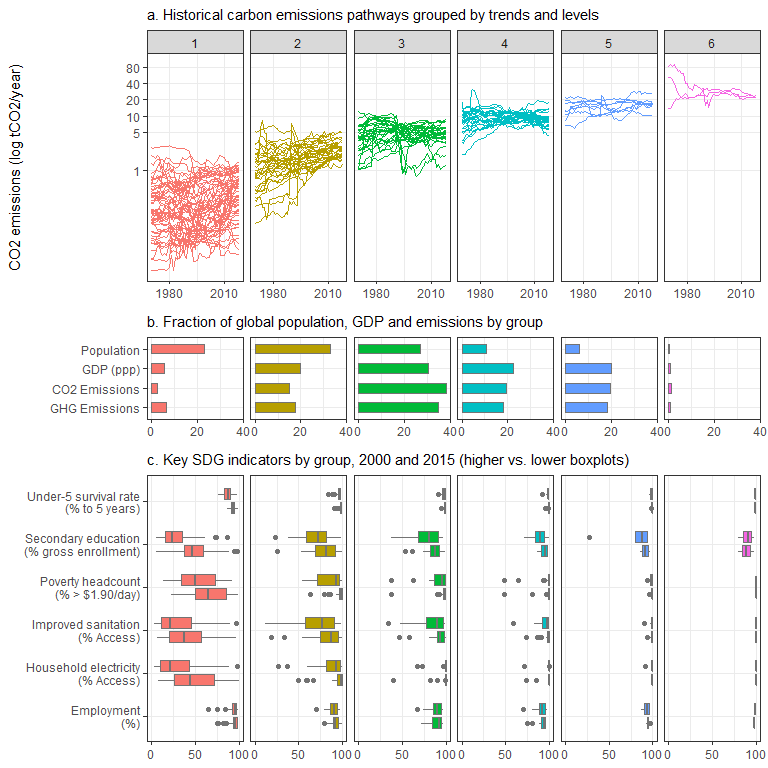 a. Historical carbon emissions pathways grouped by trends and levels
1 2 3 4 5 6
CO2 emissions (log tCO2/year)
80
40
20
10
5
1
1980 2010 1980 2010 1980 2010 1980 2010 1980 2010 1980 2010
b. Fraction of global population, GDP and emissions by group
Population
GDP (ppp)
CO2 Emissions
GHG Emissions
0 20 40 0 20 40 0 20 40 0 20 40 0 20 40 0 20 40
c. Key SDG indicators by group, 2000 and 2015 (higher vs. lower boxplots)
Under-5 survival rate
(% to 5 years)
Secondary education
(% gross enrollment)
Poverty headcount
(% > $1.90/day)
Improved sanitation
(% Access)
Household electricity
(% Access)
Employment
(%)
0 50 100 0 50 100 0 50 100 0 50 100 0 50 100 0 50 100